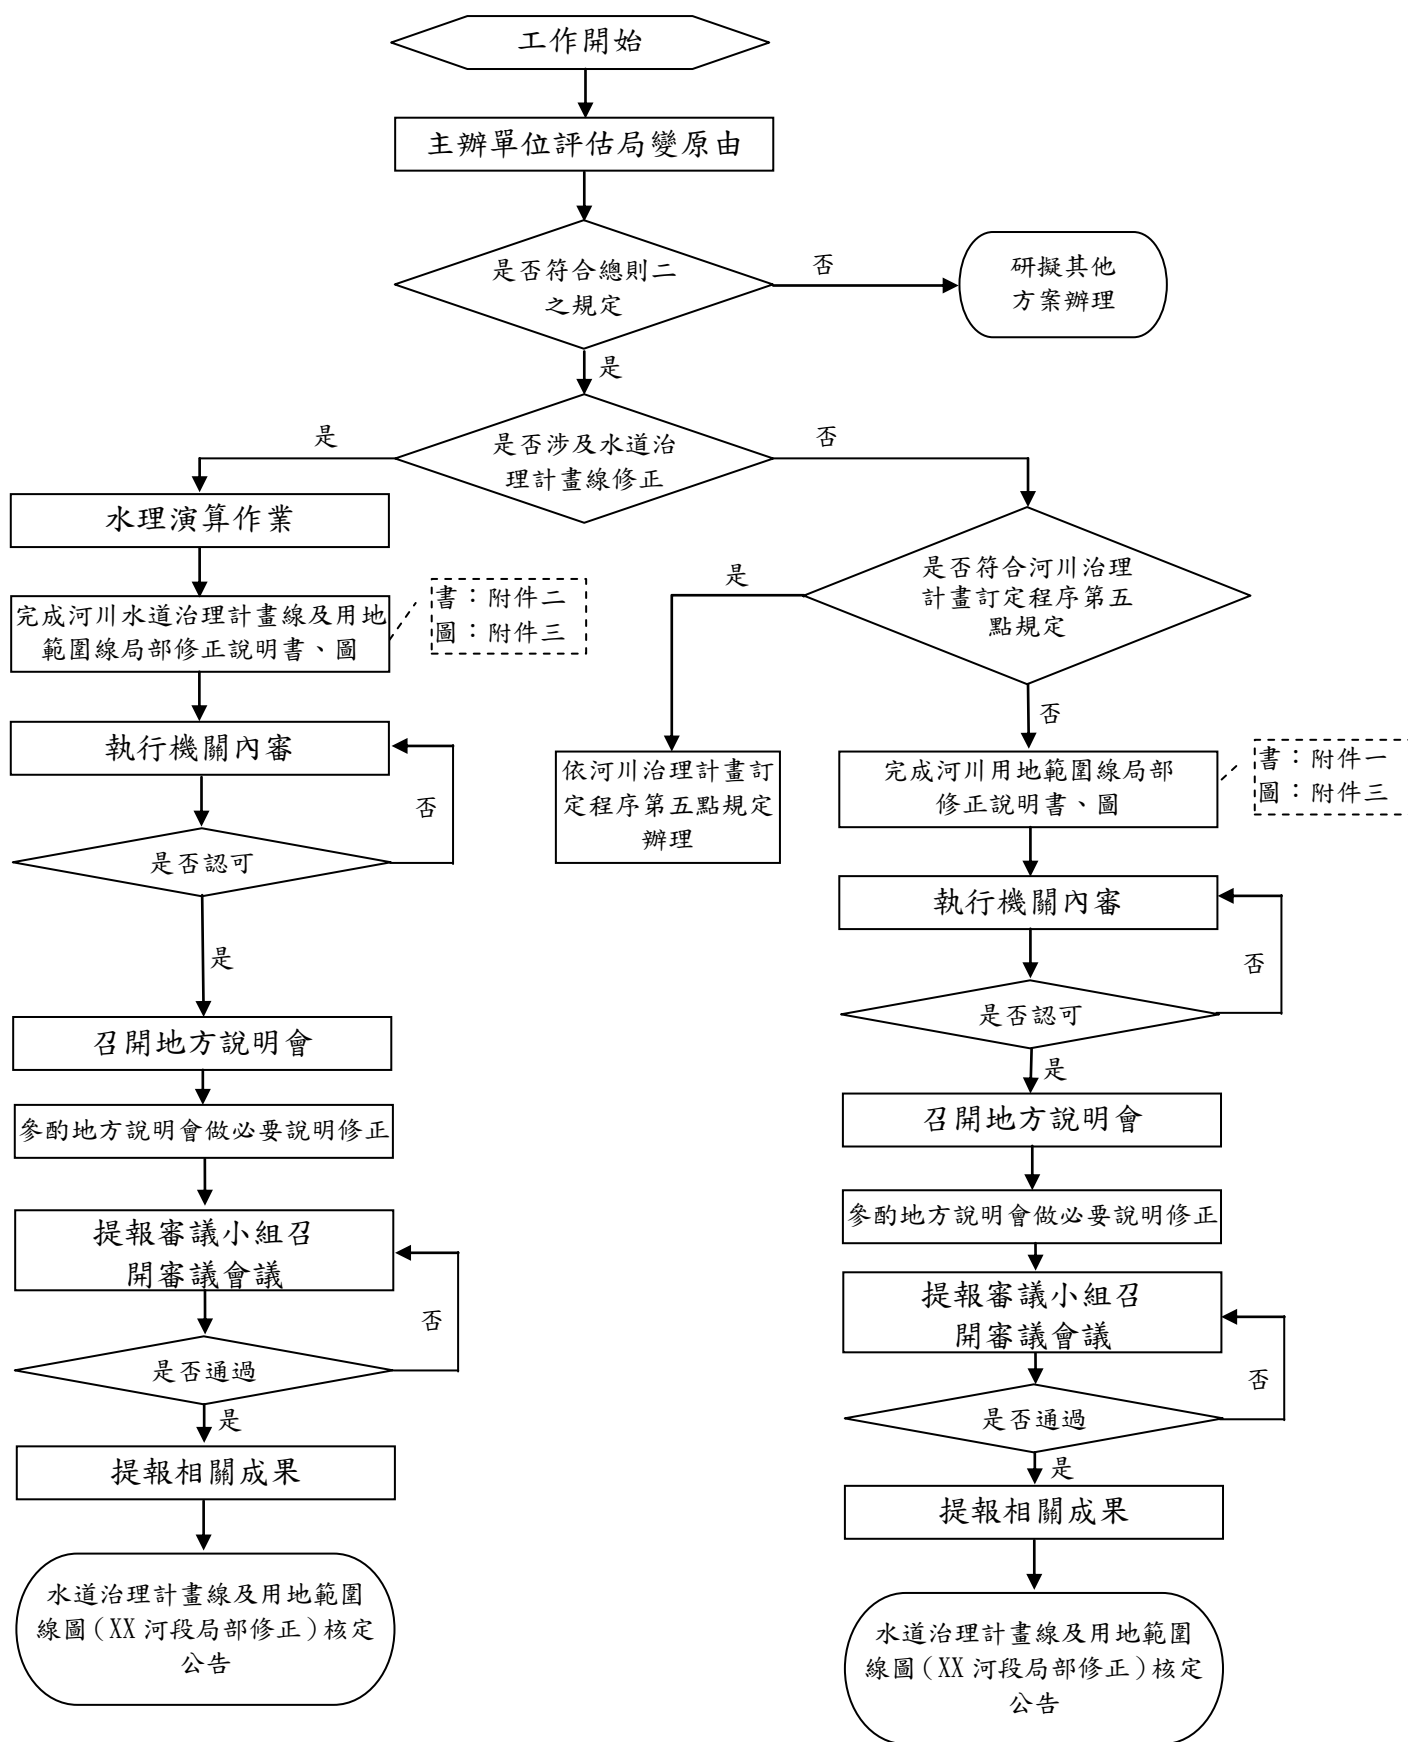 工作開始
主辦單位評估局變原由
是否符合總則二
之規定
否
研擬其他
方案辦理
是
是否涉及水道治
理計畫線修正
是
否
水理演算作業
完成河川水道治理計畫線及用地
範圍線局部修正說明書、圖
書：附件二
圖：附件三
執行機關內審
否
是否認可
是
召開地方說明會
參酌地方說明會做必要說明修正
提報審議小組召
開審議會議
否
是否通過
是
提報相關成果
水道治理計畫線及用地範圍
線圖（XX 河段局部修正）核定
公告
是否符合河川治理
計畫訂定程序第五
點規定
是
依河川治理計畫訂
定程序第五點規定
辦理
否
完成河川用地範圍線局部
修正說明書、圖
書：附件一
圖：附件三
執行機關內審
否
是否認可
是
召開地方說明會
參酌地方說明會做必要說明修正
提報審議小組召
開審議會議
否
是否通過
是
提報相關成果
水道治理計畫線及用地範圍
線圖（XX 河段局部修正）核定
公告